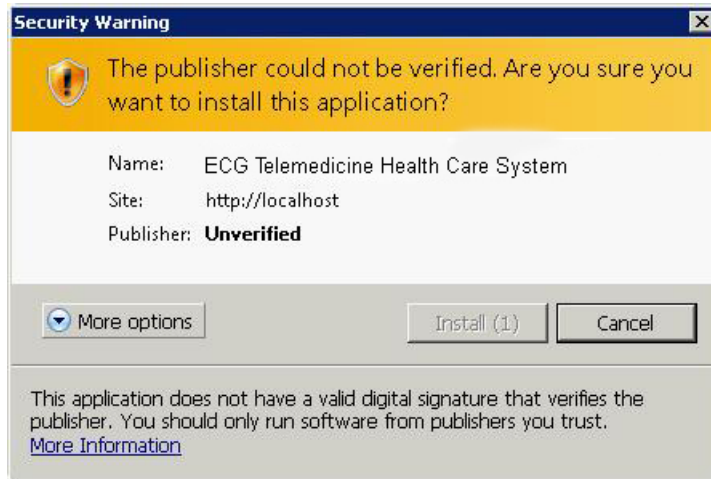 Security Warning
The publisher could not be verified. Are you sure you
want to install this application?
Name: ECG Telemedicine Health Care System
Site: http://localhost
Publisher: Unverified
More options
Install (1)
Cancel
This application does not have a valid digital signature that verifies the
publisher. You should only run software from publishers you trust.
More Information